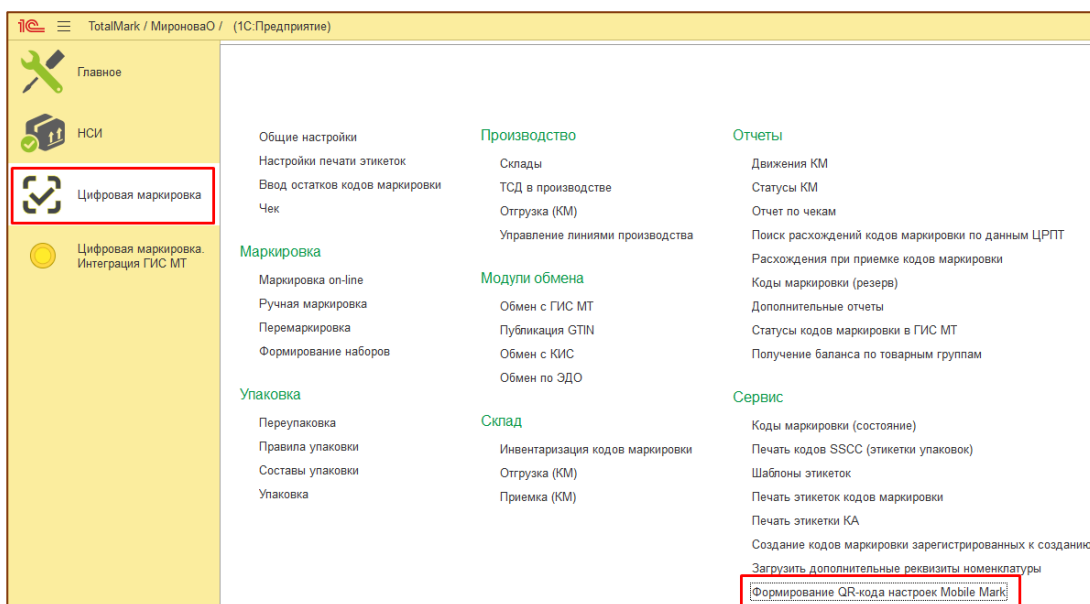 1С TotalMark / МироноваО / (1С:Предприятие)
Главное
НСИ
Цифровая маркировка
Цифровая маркировка.
Интеграция ГИС МТ
Общие настройки
Настройки печати этикеток
Ввод остатков кодов маркировки
Чек
Маркировка
Маркировка on-line
Ручная маркировка
Перемаркировка
Формирование наборов
Упаковка
Переупаковка
Правила упаковки
Составы упаковки
Упаковка
Производство
Склады
ТСД в производстве
Отгрузка (КМ)
Управление линиями производства
Модули обмена
Обмен с ГИС МТ
Публикация GTIN
Обмен с КИС
Обмен по ЭДО
Склад
Инвентаризация кодов маркировки
Отгрузка (КМ)
Приемка (КМ)
Отчеты
Движения КМ
Статусы КМ
Отчет по чекам
Поиск расхождений кодов маркировки по данным ЦРПТ
Расхождения при приемке кодов маркировки
Коды маркировки (резерв)
Дополнительные отчеты
Статусы кодов маркировки в ГИС МТ
Получение баланса по товарным группам
Сервис
Коды маркировки (состояние)
Печать кодов SSCC (этикетки упаковок)
Шаблоны этикеток
Печать этикеток кодов маркировки
Печать этикетки КА
Создание кодов маркировки зарегистрированных к созданию
Загрузить дополнительные реквизиты номенклатуры
Формирование QR-кода настроек Mobile Mark